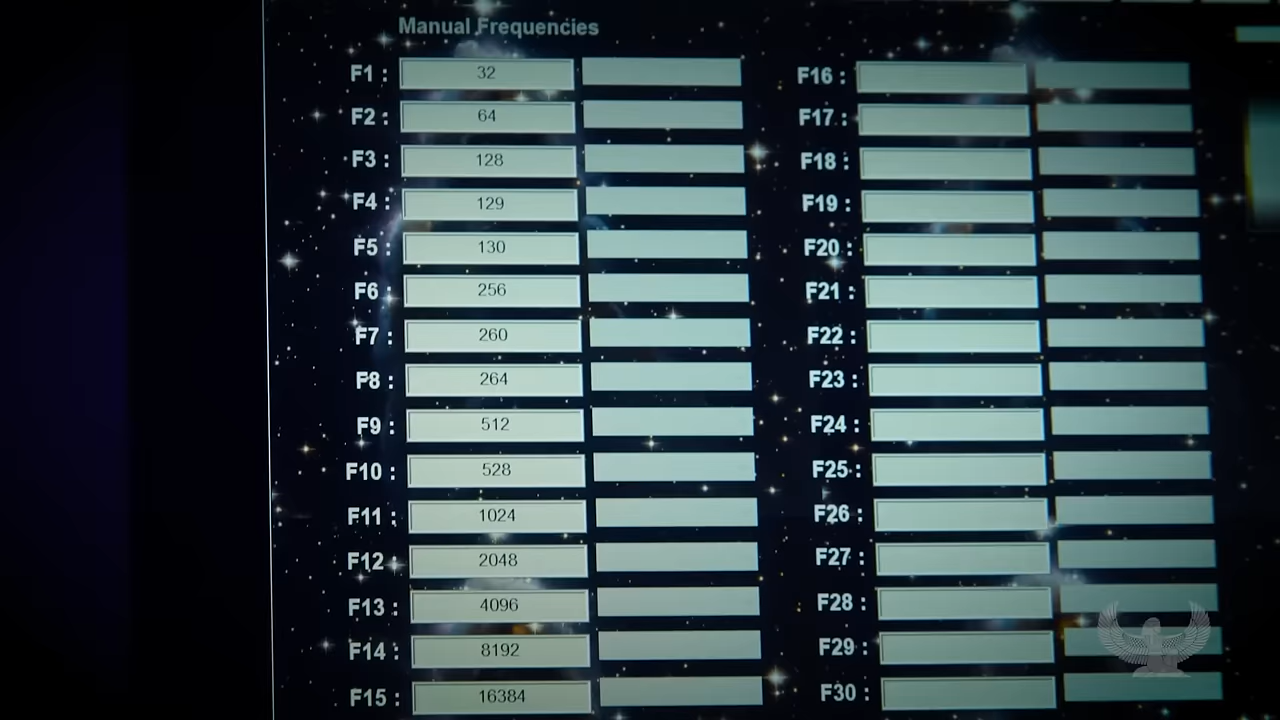 Manual Frequencies
F1 : 32
F2 : 64
F3 : 128
F4 : 129
F5 : 130
F6 : 256
F7 : 260
F8 : 264
F9 : 512
F10 : 528
F11 : 1024
F12 : 2048
F13 : 4096
F14 : 8192
F15 : 16384
F16 :
F17 :
F18 :
F19 :
F20 :
F21 :
F22 :
F23 :
F24 :
F25 :
F26 :
F27 :
F28 :
F29 :
F30 :